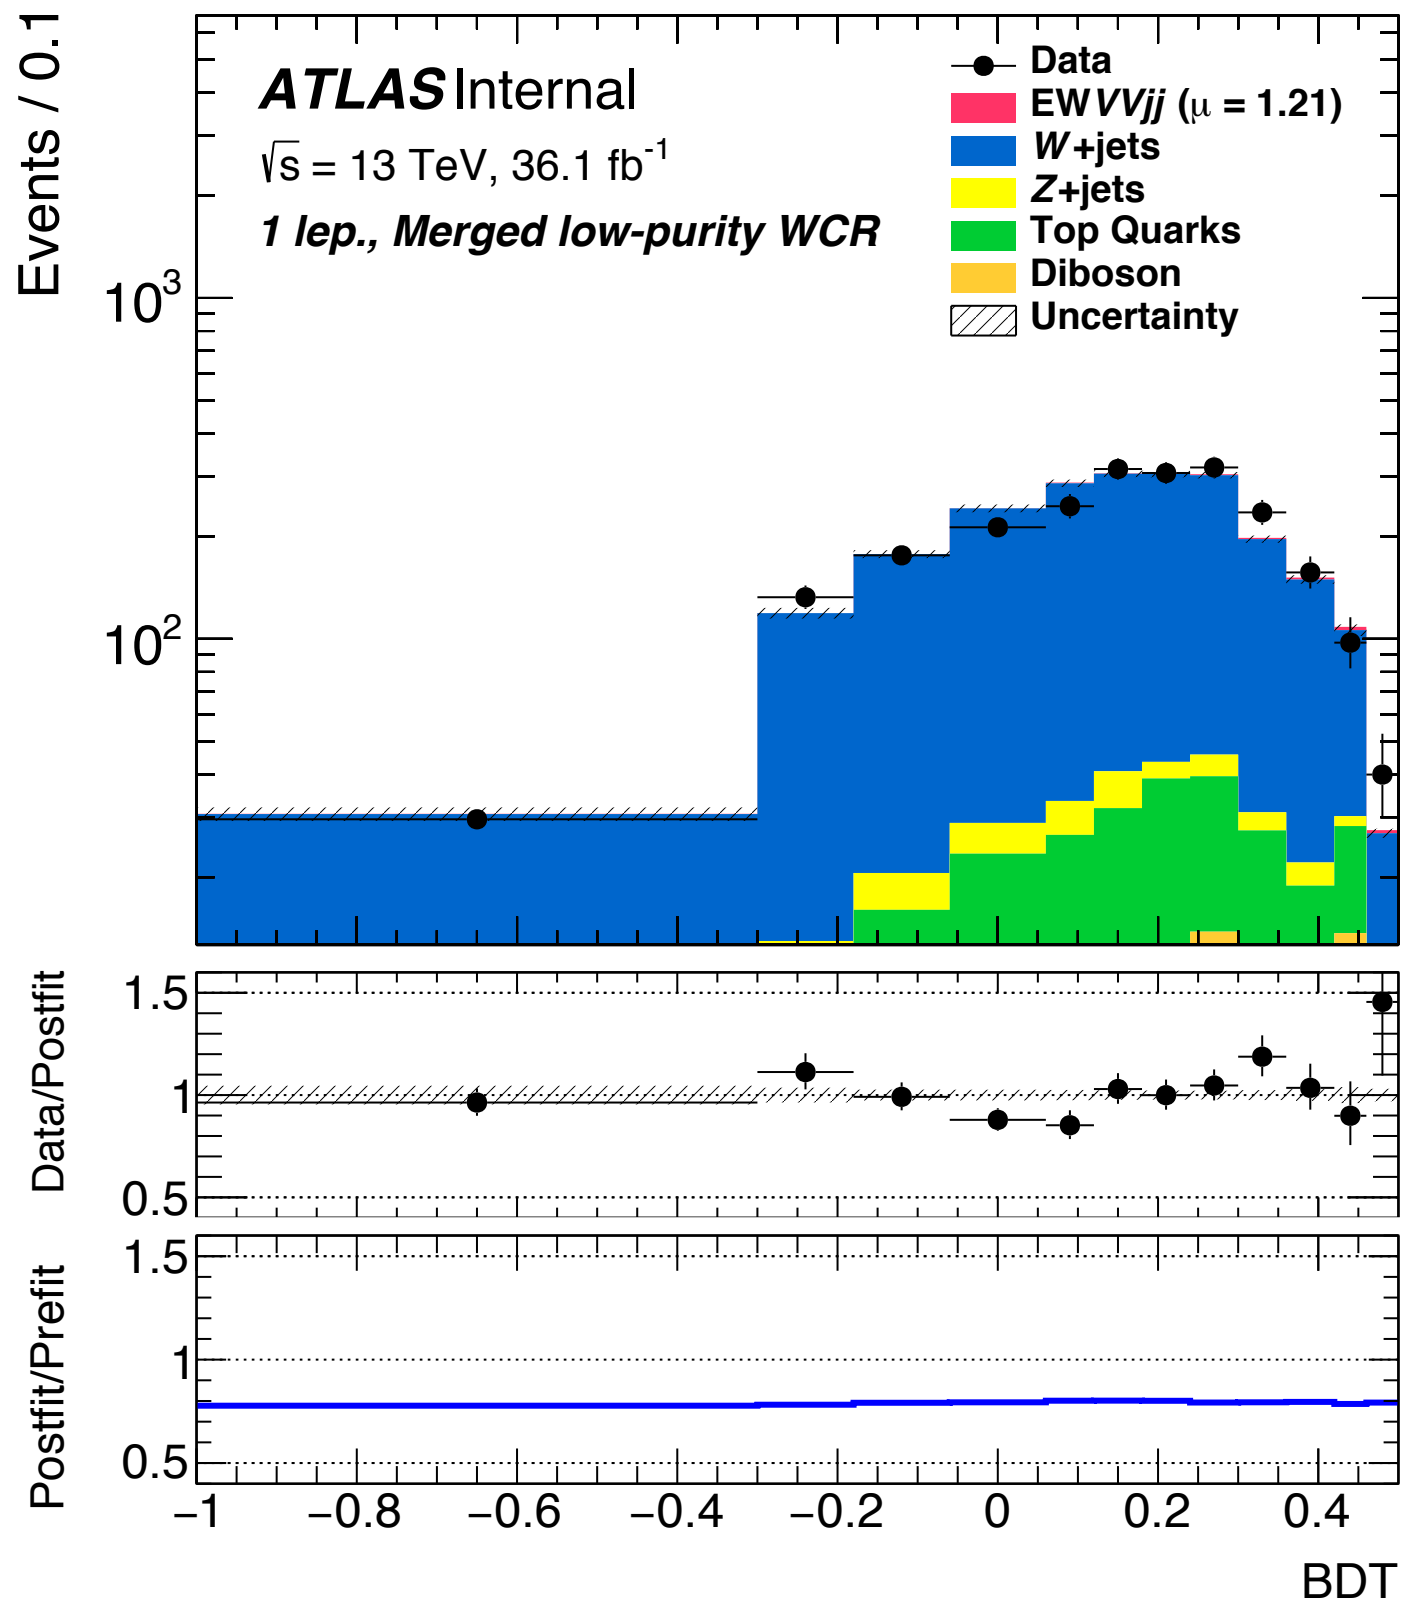 Events / 0.1
ATLAS Internal
√s = 13 TeV, 36.1 fb⁻¹
1 lep., Merged low-purity WCR
Data
EW VVjj (μ = 1.21)
W+jets
Z+jets
Top Quarks
Diboson
Uncertainty
10³
10²
Data/Postfit
1.5
1
0.5
Postfit/Prefit
1.5
1
0.5
−1 −0.8 −0.6 −0.4 −0.2 0 0.2 0.4
BDT